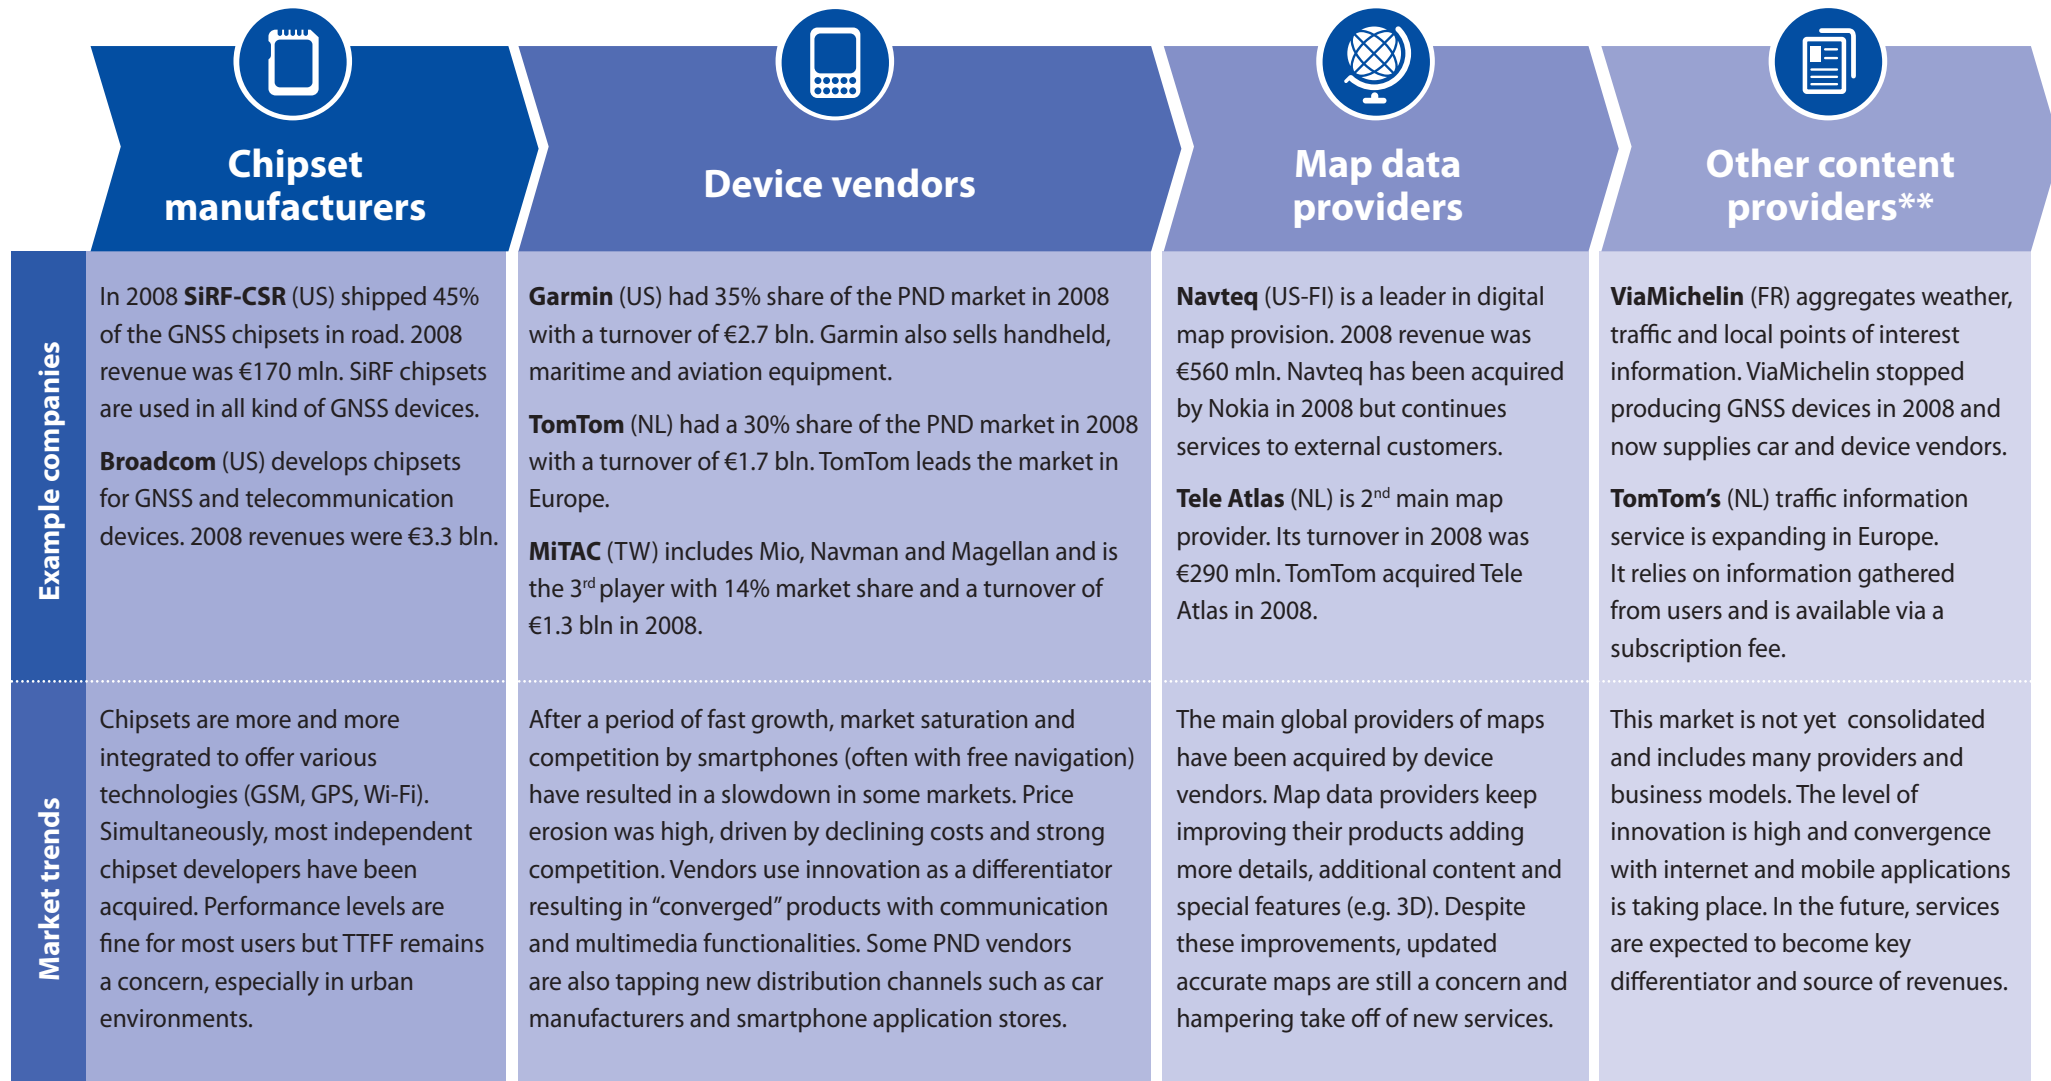 Chipset
manufacturers
Device vendors
Map data
providers
Other content
providers**
Example companies
In 2008 SiRF-CSR (US) shipped 45%
of the GNSS chipsets in road. 2008
revenue was €170 mln. SiRF chipsets
are used in all kind of GNSS devices.
Broadcom (US) develops chipsets
for GNSS and telecommunication
devices. 2008 revenues were €3.3 bln.
Garmin (US) had 35% share of the PND market in 2008
with a turnover of €2.7 bln. Garmin also sells handheld,
maritime and aviation equipment.
TomTom (NL) had a 30% share of the PND market in 2008
with a turnover of €1.7 bln. TomTom leads the market in
Europe.
MiTAC (TW) includes Mio, Navman and Magellan and is
the 3rd player with 14% market share and a turnover of
€1.3 bln in 2008.
Navteq (US-FI) is a leader in digital
map provision. 2008 revenue was
€560 mln. Navteq has been acquired
by Nokia in 2008 but continues
services to external customers.
Tele Atlas (NL) is 2nd main map
provider. Its turnover in 2008 was
€290 mln. TomTom acquired Tele
Atlas in 2008.
ViaMichelin (FR) aggregates weather,
traffic and local points of interest
information. ViaMichelin stopped
producing GNSS devices in 2008 and
now supplies car and device vendors.
TomTom’s (NL) traffic information
service is expanding in Europe.
It relies on information gathered
from users and is available via a
subscription fee.
Market trends
Chipsets are more and more
integrated to offer various
technologies (GSM, GPS, Wi-Fi).
Simultaneously, most independent
chipset developers have been
acquired. Performance levels are
fine for most users but TTFF remains
a concern, especially in urban
environments.
After a period of fast growth, market saturation and
competition by smartphones (often with free navigation)
have resulted in a slowdown in some markets. Price
erosion was high, driven by declining costs and strong
competition. Vendors use innovation as a differentiator
resulting in “converged” products with communication
and multimedia functionalities. Some PND vendors
are also tapping new distribution channels such as car
manufacturers and smartphone application stores.
The main global providers of maps
have been acquired by device
vendors. Map data providers keep
improving their products adding
more details, additional content and
special features (e.g. 3D). Despite
these improvements, updated
accurate maps are still a concern and
hampering take off of new services.
This market is not yet consolidated
and includes many providers and
business models. The level of
innovation is high and convergence
with internet and mobile applications
is taking place. In the future, services
are expected to become key
differentiator and source of revenues.